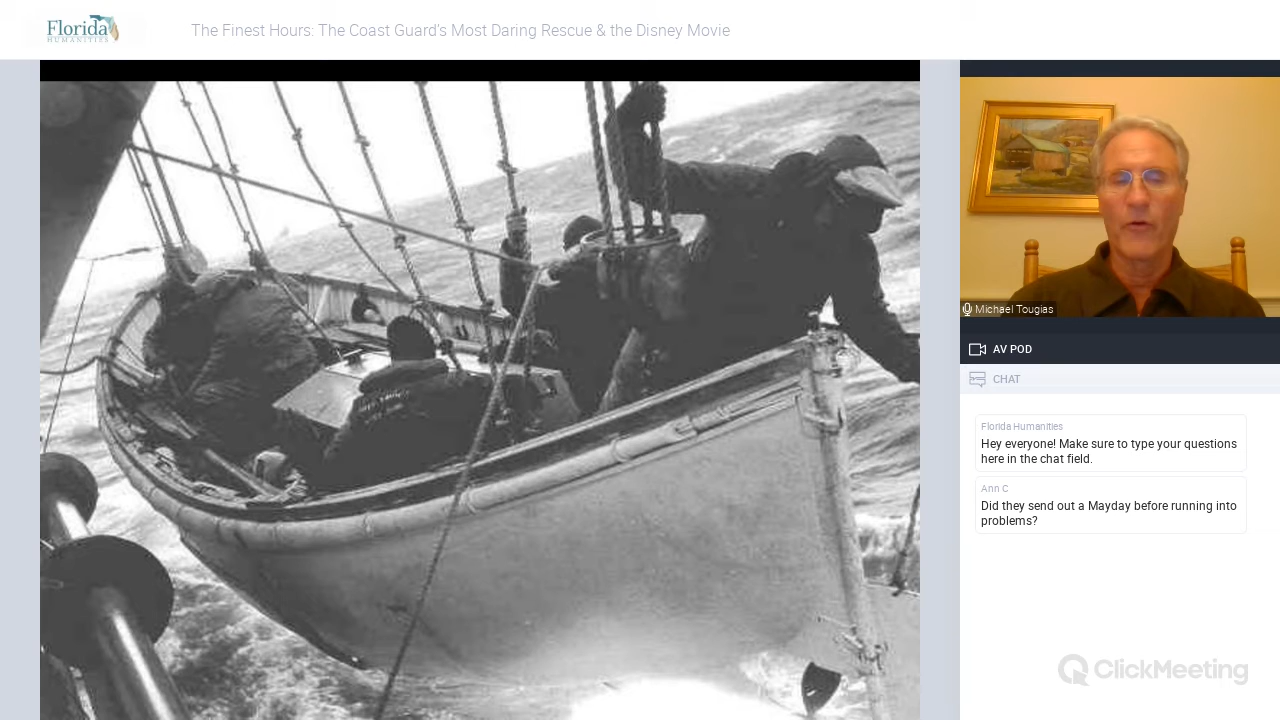 Florida
HUMANITIES
The Finest Hours: The Coast Guard's Most Daring Rescue & the Disney Movie
Michael Tougias
AV POD
CHAT
Florida Humanities
Hey everyone! Make sure to type your questions
here in the chat field.
Ann C
Did they send out a Mayday before running into
problems?
ClickMeeting